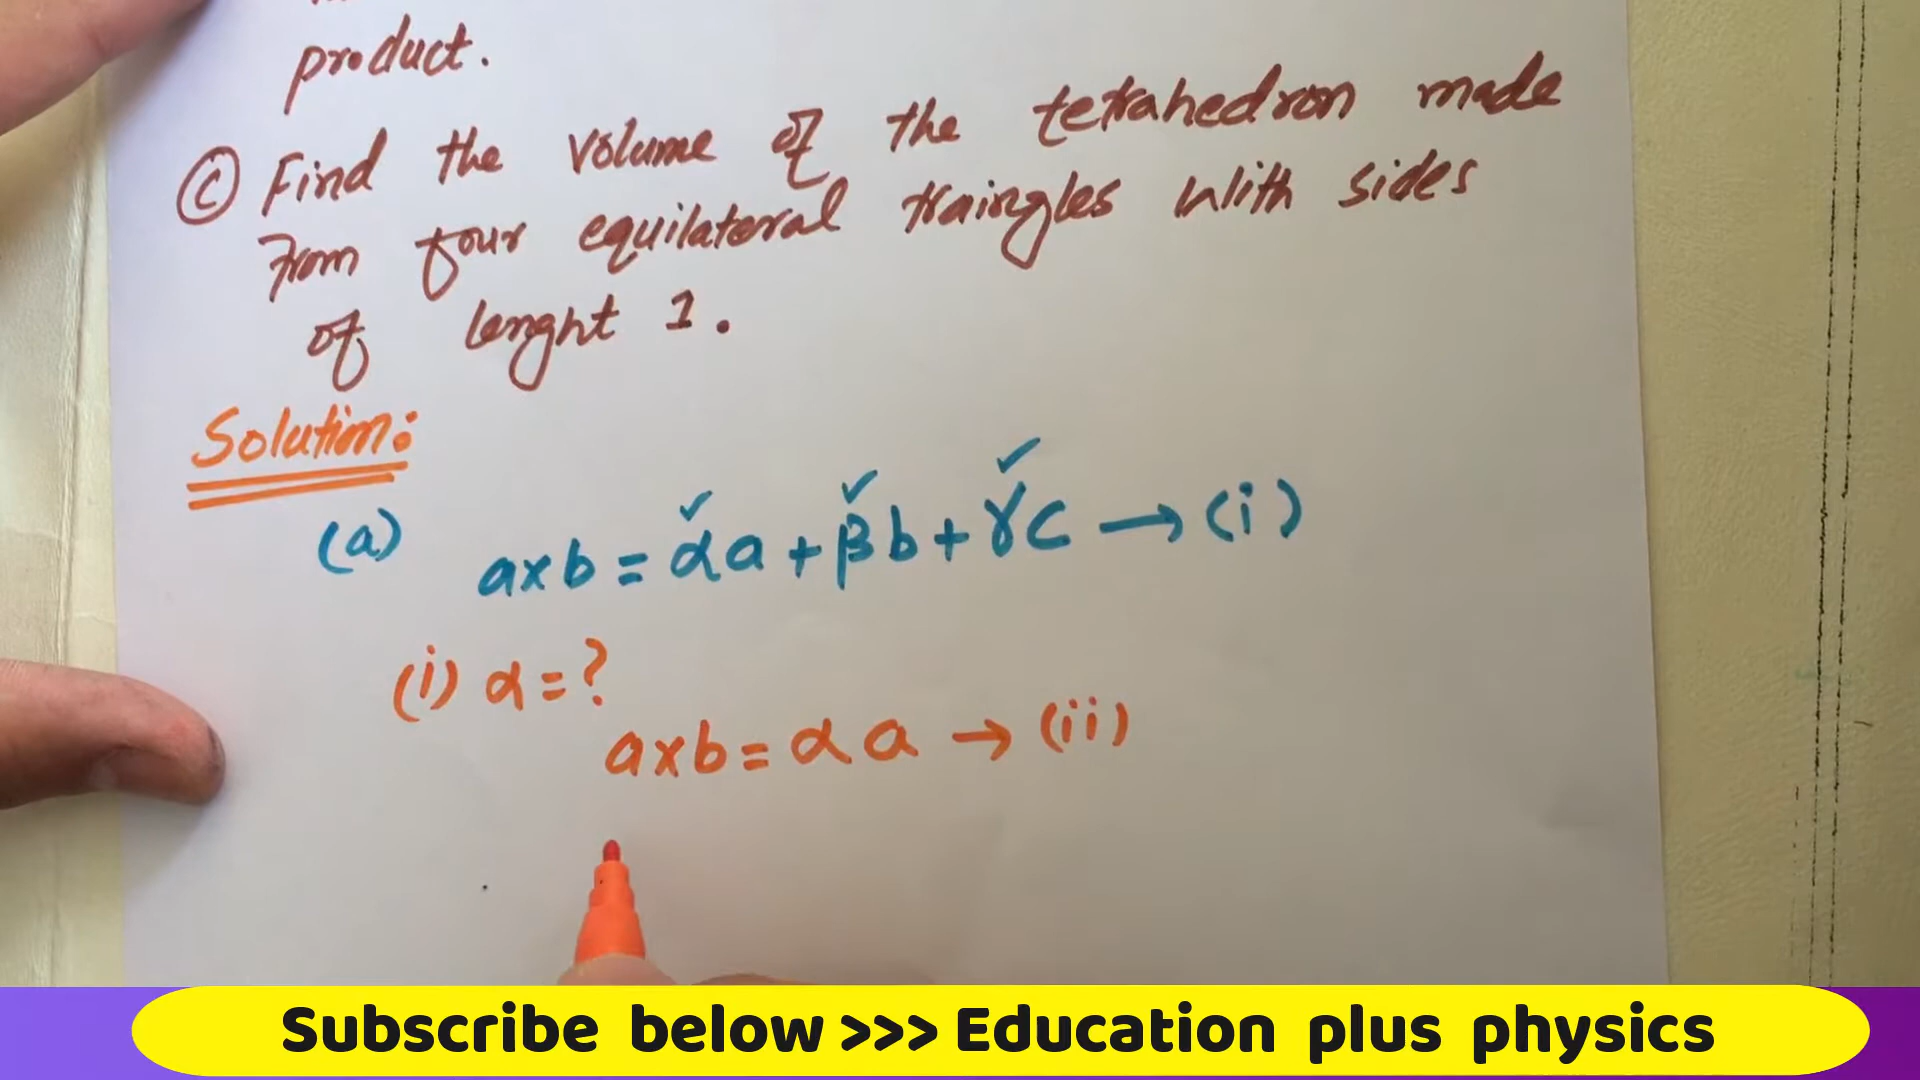 product.
(c) Find the volume of the tetrahedron made
From four equilateral traingles with sides
of lenght 1.
Solution:
(a) a×b = αa + βb + γc → (i)
(i) α = ?
a×b = α a → (ii)
Subscribe below >>> Education plus physics